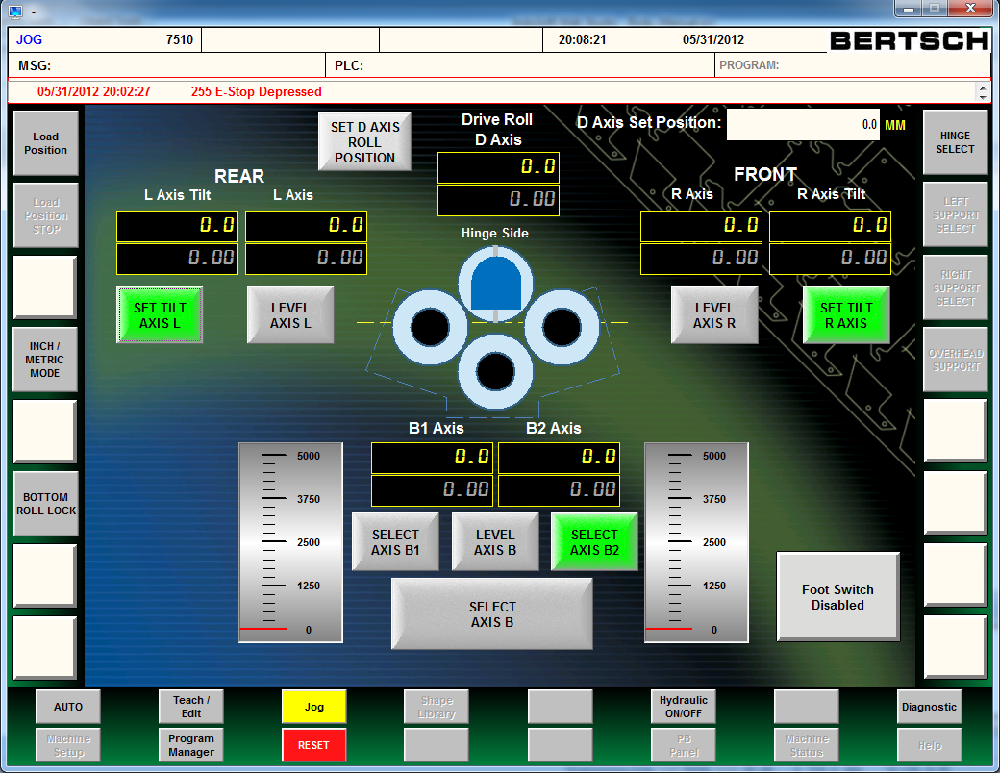 -
JOG 7510 20:08:21 05/31/2012 BERTSCH
MSG: PLC: PROGRAM:
05/31/2012 20:02:27 255 E-Stop Depressed
Load
Position
Load
Position
STOP
INCH /
METRIC
MODE
BOTTOM
ROLL LOCK
SET D AXIS
ROLL
POSITION
Drive Roll
D Axis
0.0
0.00
D Axis Set Position: 0.0 MM
REAR
L Axis Tilt L Axis
0.0 0.0
0.00 0.00
SET TILT
AXIS L
LEVEL
AXIS L
Hinge Side
FRONT
R Axis R Axis Tilt
0.0 0.0
0.00 0.00
LEVEL
AXIS R
SET TILT
R AXIS
B1 Axis B2 Axis
0.0 0.0
0.00 0.00
SELECT
AXIS B1
LEVEL
AXIS B
SELECT
AXIS B2
SELECT
AXIS B
5000
3750
2500
1250
0
5000
3750
2500
1250
0
Foot Switch
Disabled
HINGE
SELECT
LEFT
SUPPORT
SELECT
RIGHT
SUPPORT
SELECT
OVERHEAD
SUPPORT
AUTO
Teach /
Edit
Jog
Shape
Library
Hydraulic
ON/OFF
Diagnostic
Machine
Setup
Program
Manager
RESET
PB
Panel
Machine
Status
Help